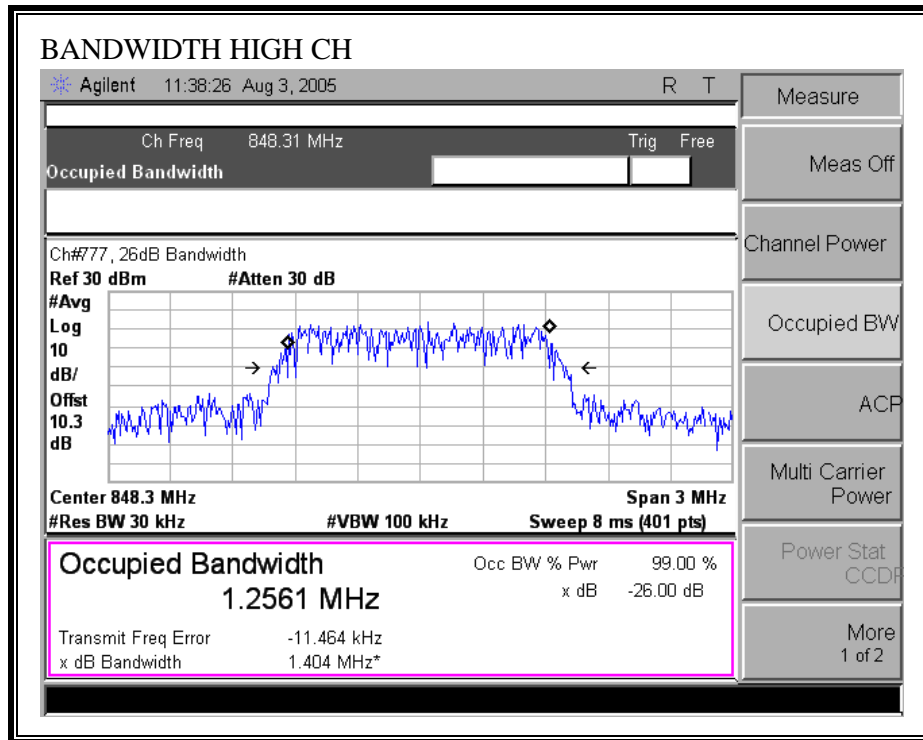 BANDWIDTH HIGH CH
Agilent 11:38:26 Aug 3, 2005 R T
Measure
Ch Freq 848.31 MHz Trig Free
Occupied Bandwidth
Meas Off
Channel Power
Occupied BW
ACP
Multi Carrier
Power
Power Stat
CCDF
More
1 of 2
Ch#777, 26dB Bandwidth
Ref 30 dBm #Atten 30 dB
#Avg
Log
10
dB/
Offst
10.3
dB
Center 848.3 MHz Span 3 MHz
#Res BW 30 kHz #VBW 100 kHz Sweep 8 ms (401 pts)
Occupied Bandwidth Occ BW % Pwr 99.00 %
1.2561 MHz x dB -26.00 dB
Transmit Freq Error -11.464 kHz
x dB Bandwidth 1.404 MHz*